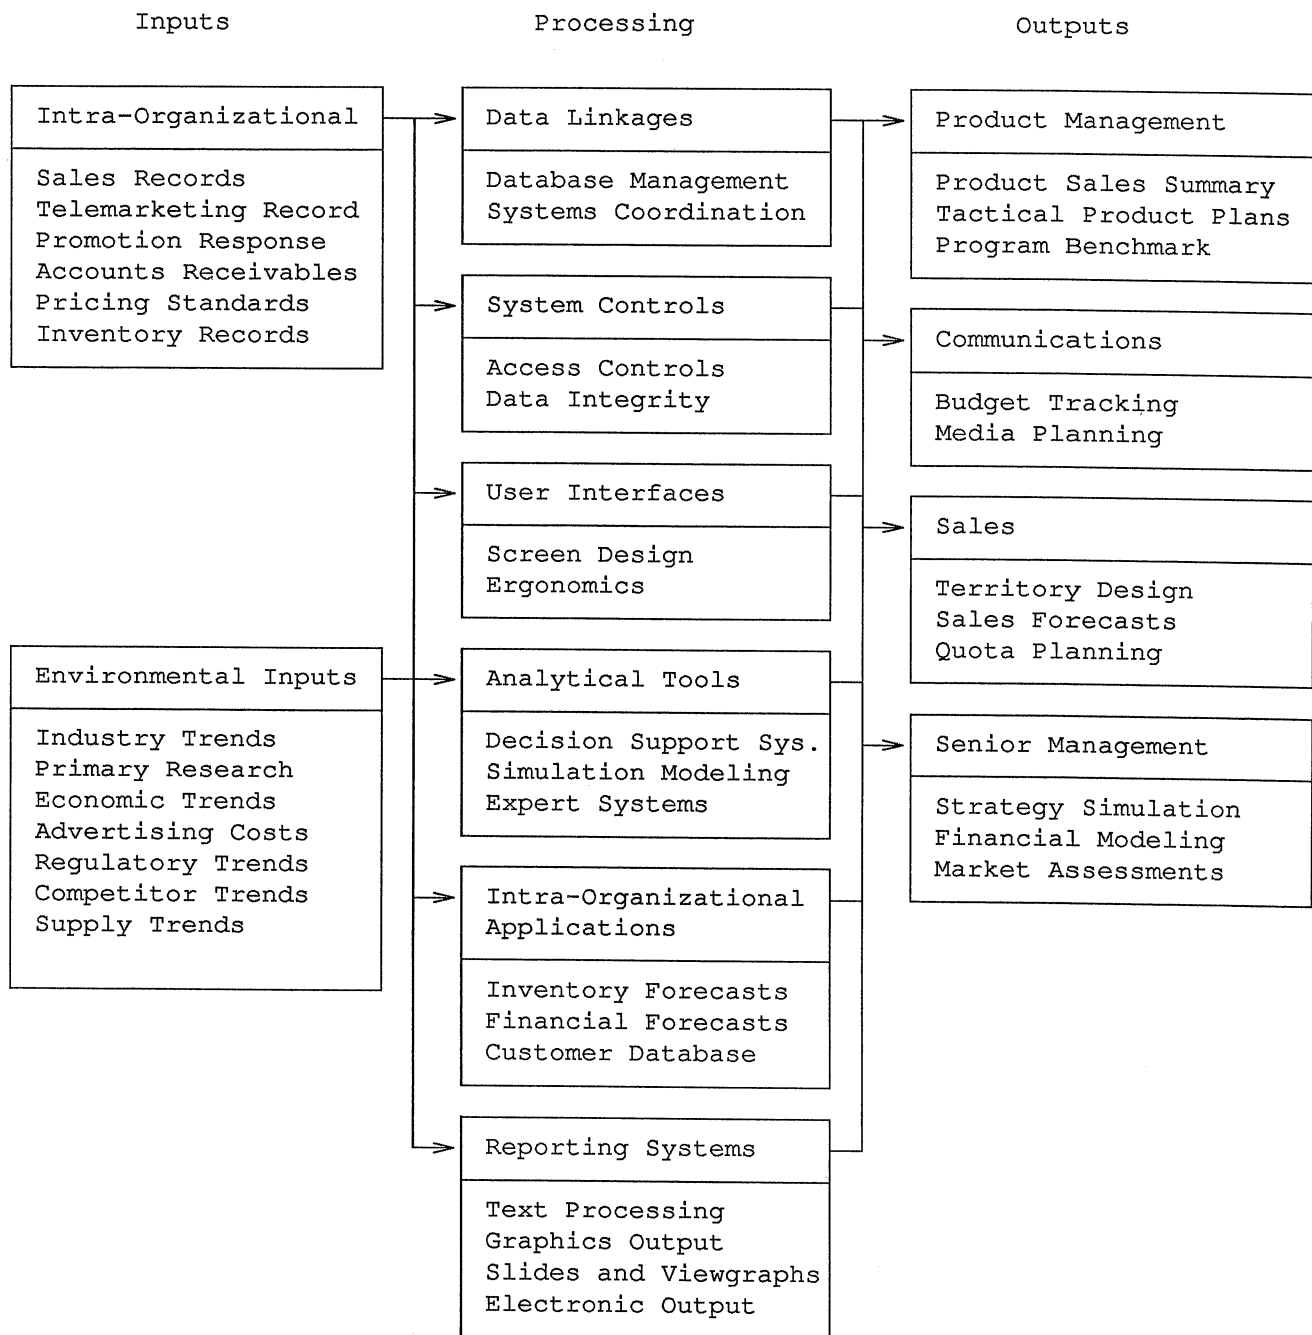 Inputs
Processing
Outputs
Intra-Organizational
Sales Records
Telemarketing Record
Promotion Response
Accounts Receivables
Pricing Standards
Inventory Records
Environmental Inputs
Industry Trends
Primary Research
Economic Trends
Advertising Costs
Regulatory Trends
Competitor Trends
Supply Trends
Data Linkages
Database Management
Systems Coordination
System Controls
Access Controls
Data Integrity
User Interfaces
Screen Design
Ergonomics
Analytical Tools
Decision Support Sys.
Simulation Modeling
Expert Systems
Intra-Organizational
Applications
Inventory Forecasts
Financial Forecasts
Customer Database
Reporting Systems
Text Processing
Graphics Output
Slides and Viewgraphs
Electronic Output
Product Management
Product Sales Summary
Tactical Product Plans
Program Benchmark
Communications
Budget Tracking
Media Planning
Sales
Territory Design
Sales Forecasts
Quota Planning
Senior Management
Strategy Simulation
Financial Modeling
Market Assessments